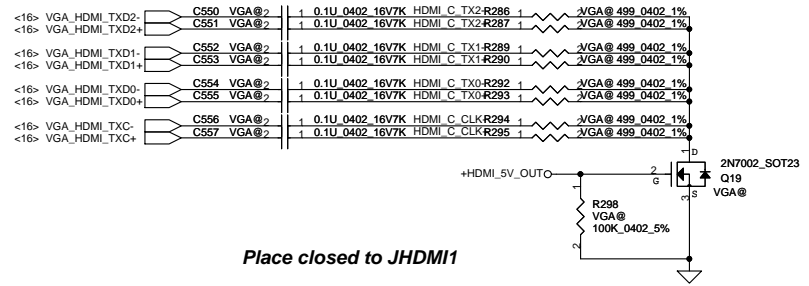 <16> VGA_HDMI_TXD2- C550 VGA@ 2 1 0.1U_0402_16V7K HDMI_C_TX2- R286 1 2 VGA@ 499_0402_1%
<16> VGA_HDMI_TXD2+ C551 VGA@ 2 1 0.1U_0402_16V7K HDMI_C_TX2+ R287 1 2 VGA@ 499_0402_1%
<16> VGA_HDMI_TXD1- C552 VGA@ 2 1 0.1U_0402_16V7K HDMI_C_TX1- R289 1 2 VGA@ 499_0402_1%
<16> VGA_HDMI_TXD1+ C553 VGA@ 2 1 0.1U_0402_16V7K HDMI_C_TX1+ R290 1 2 VGA@ 499_0402_1%
<16> VGA_HDMI_TXD0- C554 VGA@ 2 1 0.1U_0402_16V7K HDMI_C_TX0- R292 1 2 VGA@ 499_0402_1%
<16> VGA_HDMI_TXD0+ C555 VGA@ 2 1 0.1U_0402_16V7K HDMI_C_TX0+ R293 1 2 VGA@ 499_0402_1%
<16> VGA_HDMI_TXC- C556 VGA@ 2 1 0.1U_0402_16V7K HDMI_C_CLK- R294 1 2 VGA@ 499_0402_1%
<16> VGA_HDMI_TXC+ C557 VGA@ 2 1 0.1U_0402_16V7K HDMI_C_CLK+ R295 1 2 VGA@ 499_0402_1%
1 D
2N7002_SOT23
+HDMI_5V_OUT 2 G
Q19
S
VGA@
3
1
R298
VGA@
100K_0402_5%
2
Place closed to JHDMI1